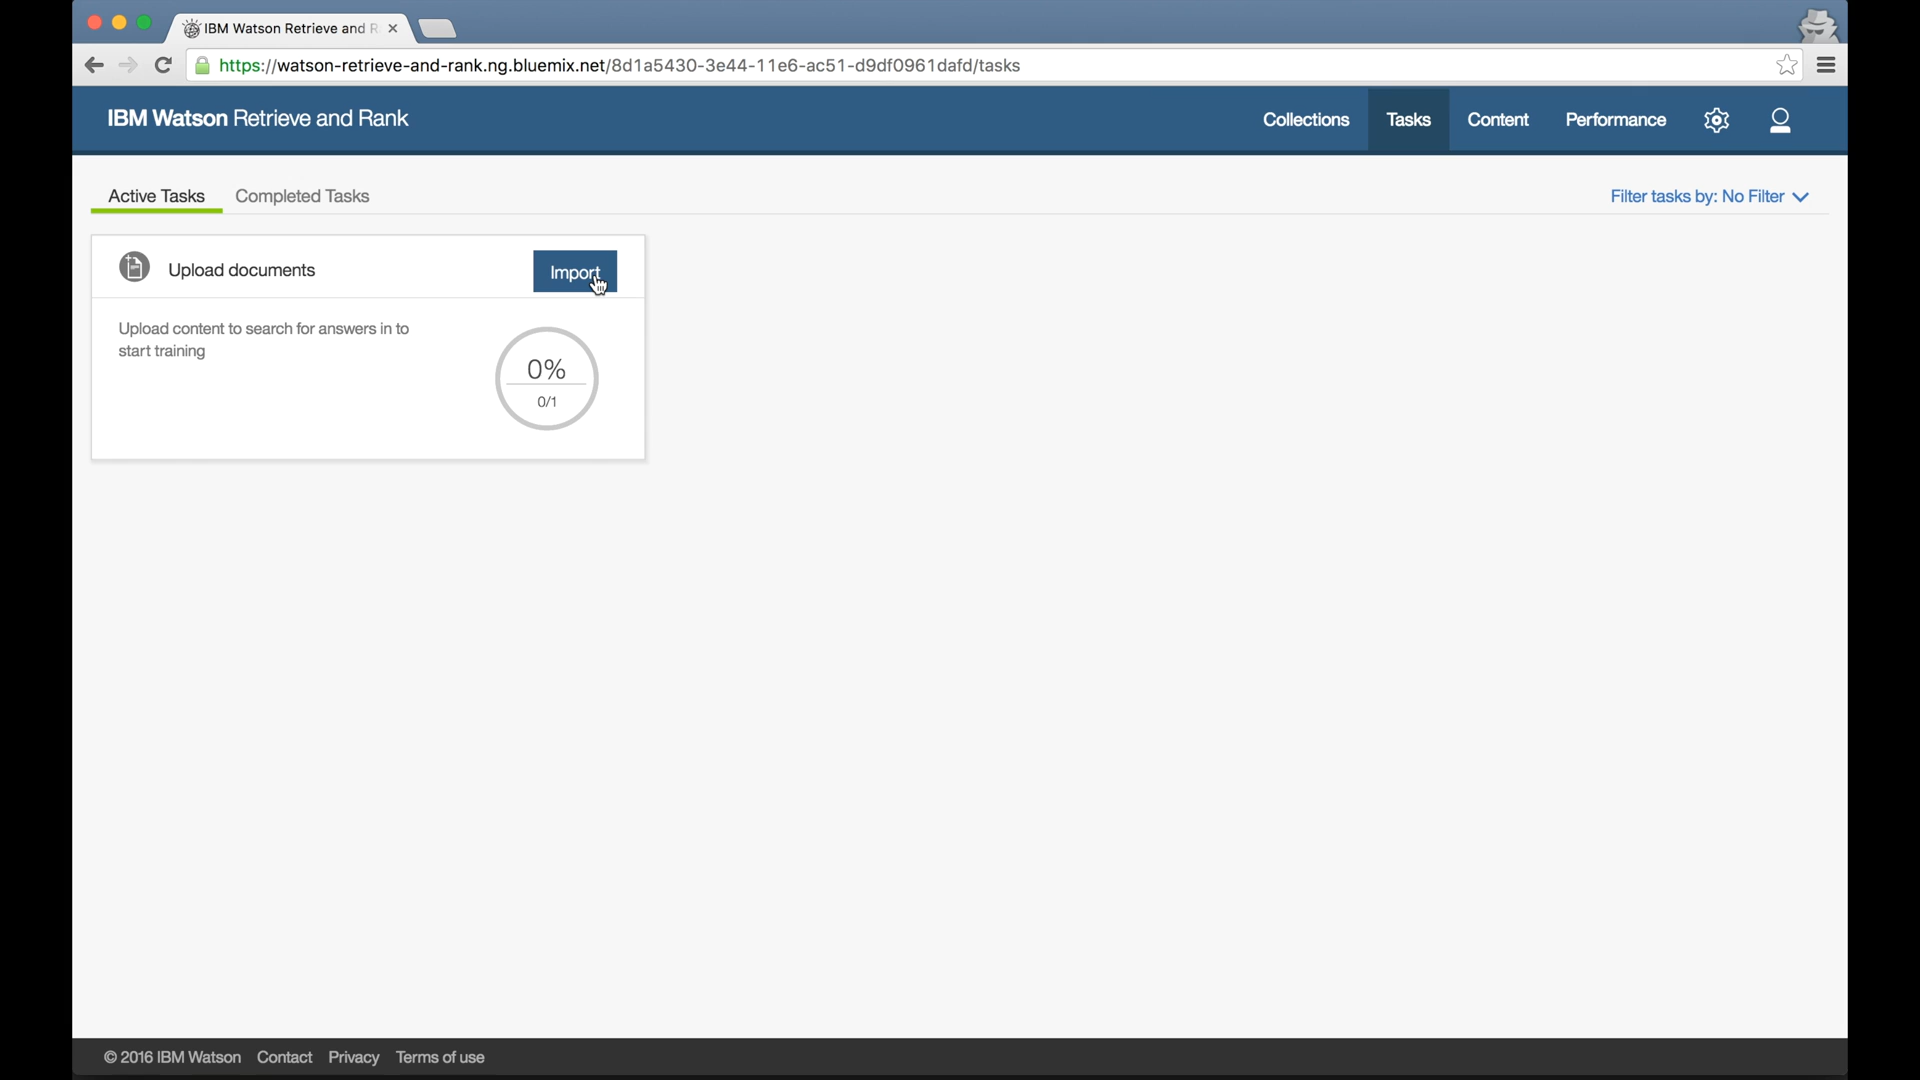 IBM Watson Retrieve and R
https://watson-retrieve-and-rank.ng.bluemix.net/8d1a5430-3e44-11e6-ac51-d9df0961dafd/tasks
IBM Watson Retrieve and Rank
Collections
Tasks
Content
Performance
Active Tasks
Completed Tasks
Filter tasks by: No Filter
Upload documents
Import
Upload content to search for answers in to
start training
0%
0/1
© 2016 IBM Watson
Contact
Privacy
Terms of use